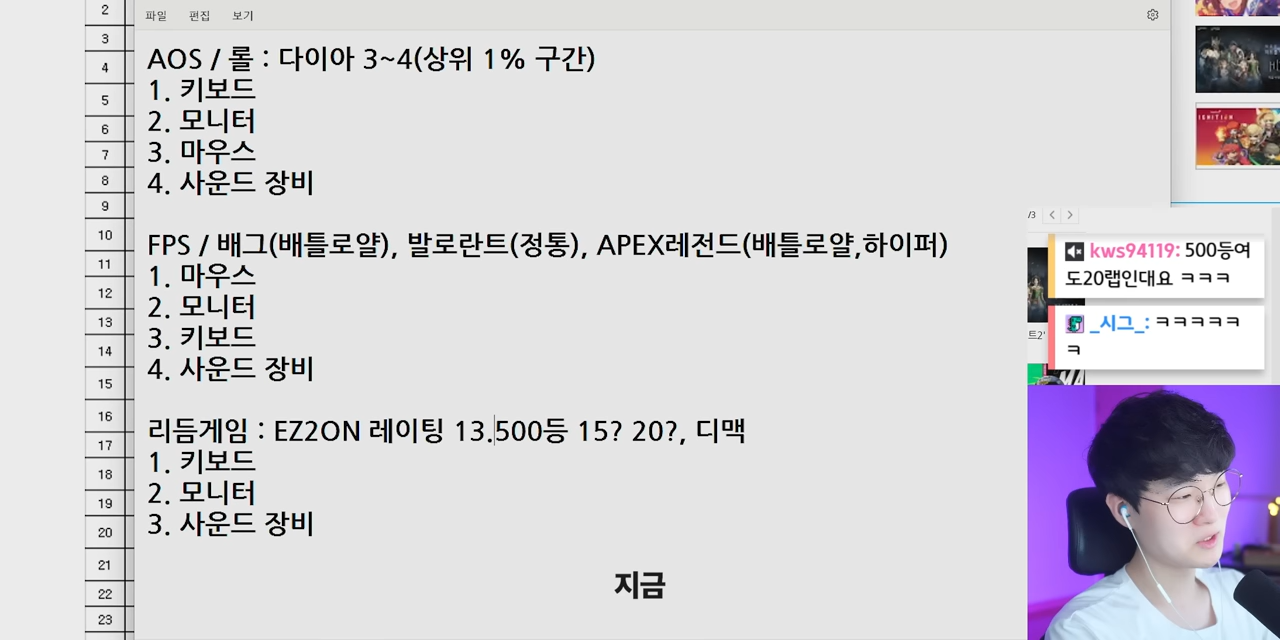 2
3
4
5
6
7
8
9
10
11
12
13
14
15
16
17
18
19
20
21
22
23
파일 편집 보기
AOS / 롤 : 다이아 3~4(상위 1% 구간)
1. 키보드
2. 모니터
3. 마우스
4. 사운드 장비
FPS / 배그(배틀로얄), 발로란트(정통), APEX레전드(배틀로얄,하이퍼)
1. 마우스
2. 모니터
3. 키보드
4. 사운드 장비
리듬게임 : EZ2ON 레이팅 13.500등 15? 20?, 디맥
1. 키보드
2. 모니터
3. 사운드 장비
지금
IGNITION
/3
kws94119: 500등여
도20랩인대요 ㅋㅋㅋ
_시그_: ㅋㅋㅋㅋㅋ
ㅋ
트2'